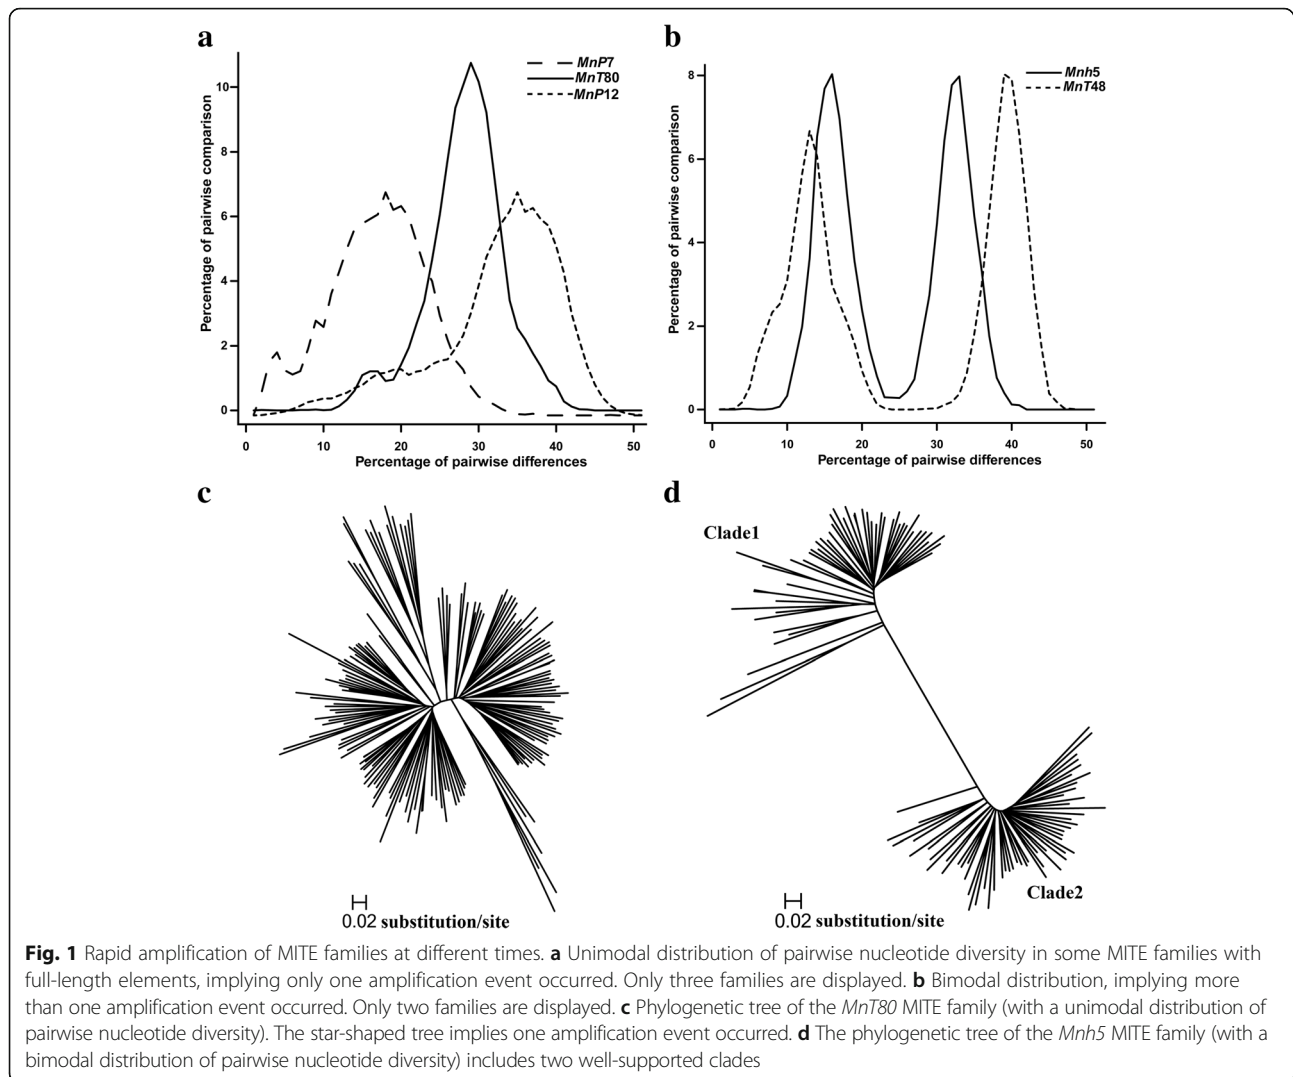 a
MnP7
MnT80
MnP12
Percentage of pairwise comparison
10
8
6
4
2
0
0 10 20 30 40 50
Percentage of pairwise differences
b
Mnh5
MnT48
Percentage of pairwise comparison
8
6
4
2
0
0 10 20 30 40 50
Percentage of pairwise differences
c
0.02 substitution/site
d
Clade1
Clade2
0.02 substitution/site
Fig. 1 Rapid amplification of MITE families at different times. a Unimodal distribution of pairwise nucleotide diversity in some MITE families with
full-length elements, implying only one amplification event occurred. Only three families are displayed. b Bimodal distribution, implying more
than one amplification event occurred. Only two families are displayed. c Phylogenetic tree of the MnT80 MITE family (with a unimodal distribution of
pairwise nucleotide diversity). The star-shaped tree implies one amplification event occurred. d The phylogenetic tree of the Mnh5 MITE family (with a
bimodal distribution of pairwise nucleotide diversity) includes two well-supported clades